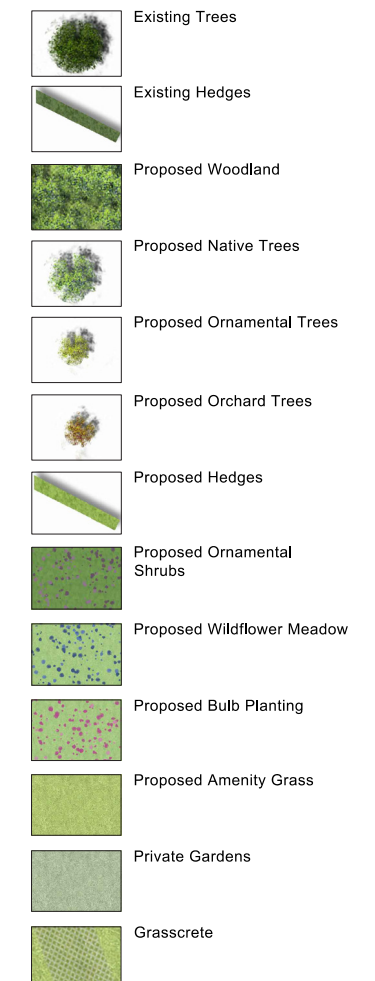 Existing Trees
Existing Hedges
Proposed Woodland
Proposed Native Trees
Proposed Ornamental Trees
Proposed Orchard Trees
Proposed Hedges
Proposed Ornamental
Shrubs
Proposed Wildflower Meadow
Proposed Bulb Planting
Proposed Amenity Grass
Private Gardens
Grasscrete